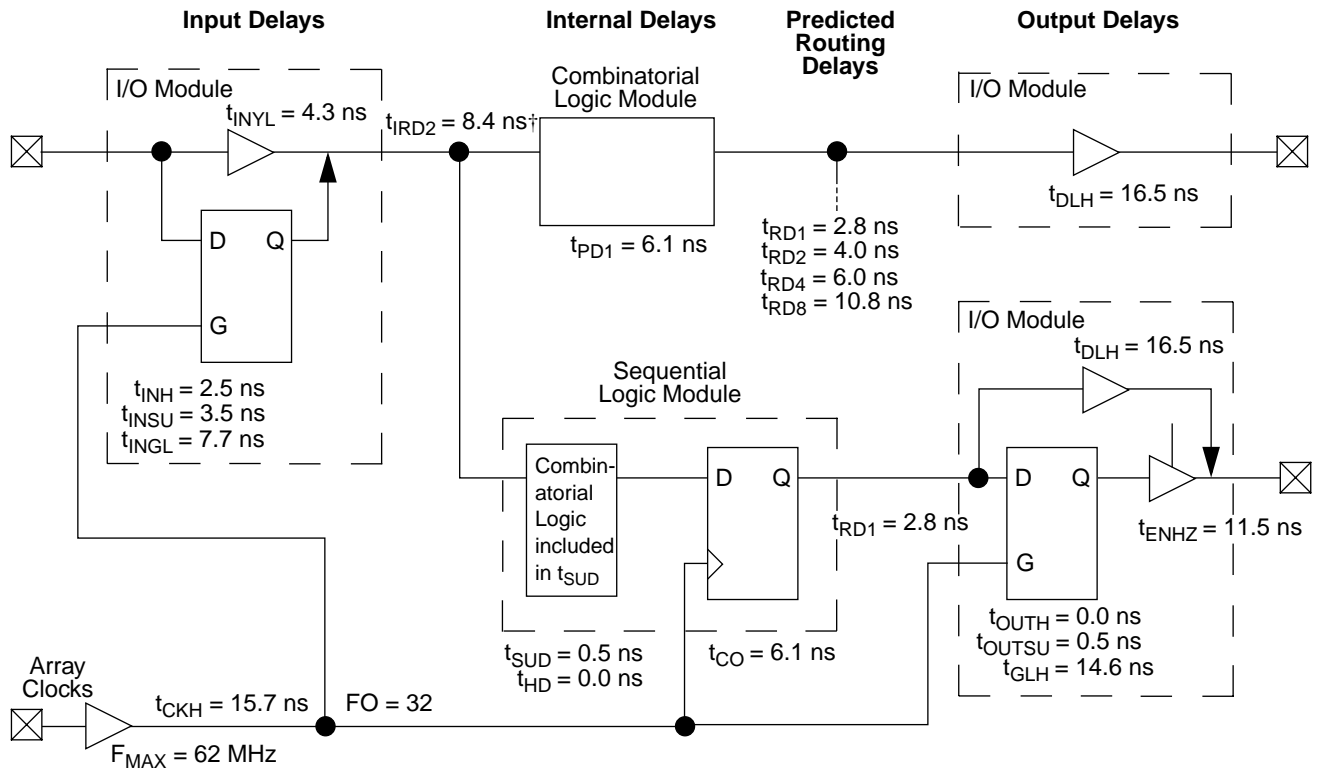 Input Delays
Internal Delays
Predicted
Routing
Delays
Output Delays
I/O Module
tINYL = 4.3 ns
tIRD2 = 8.4 ns†
Combinatorial
Logic Module
I/O Module
D
Q
G
tPD1 = 6.1 ns
tRD1 = 2.8 ns
tRD2 = 4.0 ns
tRD4 = 6.0 ns
tRD8 = 10.8 ns
tDLH = 16.5 ns
tINH = 2.5 ns
tINSU = 3.5 ns
tINGL = 7.7 ns
Sequential
Logic Module
Combin-
atorial
Logic
included
in tSUD
D
Q
tRD1 = 2.8 ns
I/O Module
tDLH = 16.5 ns
D
Q
G
tENHZ = 11.5 ns
tSUD = 0.5 ns
tHD = 0.0 ns
tCO = 6.1 ns
tOUTH = 0.0 ns
tOUTSU = 0.5 ns
tGLH = 14.6 ns
Array
Clocks
tCKH = 15.7 ns
FO = 32
FMAX = 62 MHz